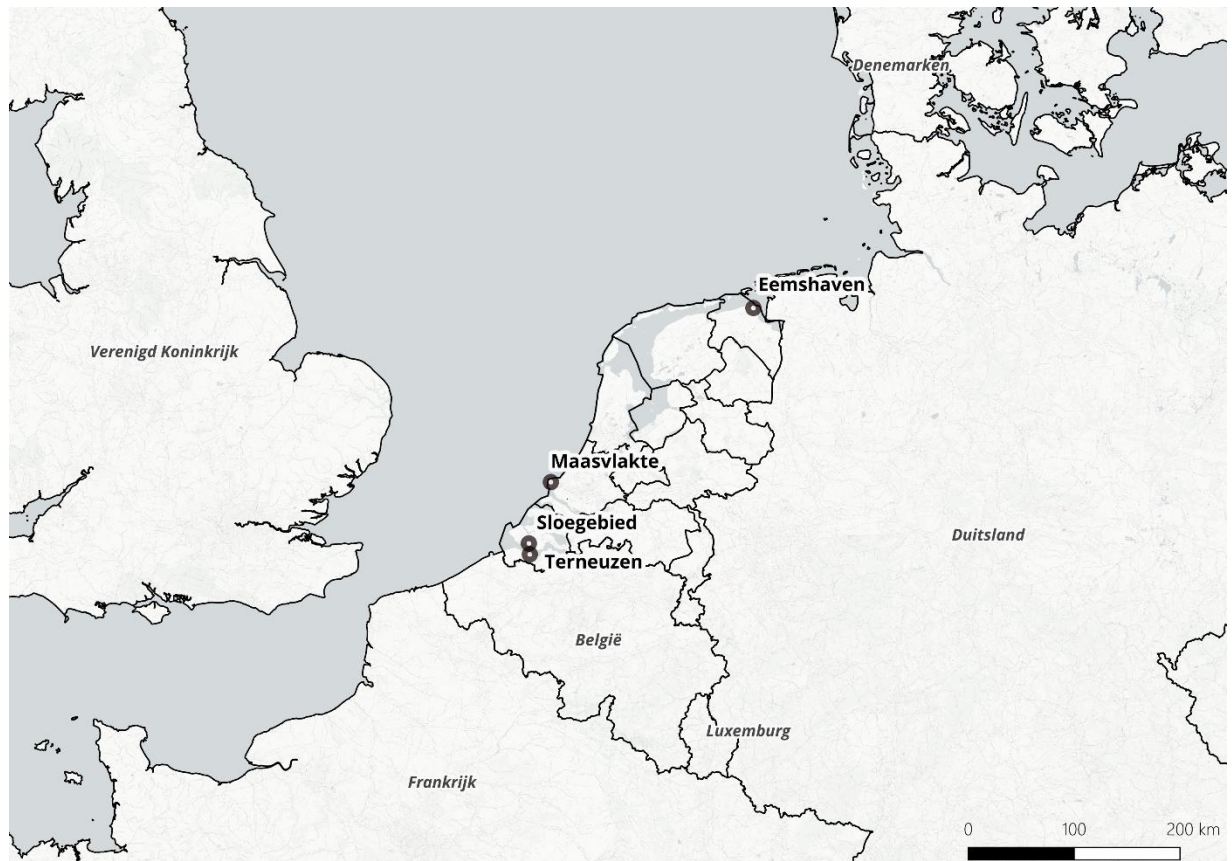 Denemarken
Eemshaven
Verenigd Koninkrijk
Maasvlakte
Sloegebied
Duitsland
Terneuzen
België
Luxemburg
Frankrijk
0 100 200 km